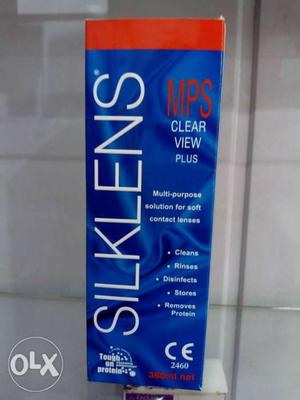 SILKLENS®
MPS
CLEAR
VIEW
PLUS
Multi-purpose
solution for soft
contact lenses
• Cleans
• Rinses
• Disinfects
• Stores
• Removes
Protein
Tough
on
protein
CE
2460
360ml net
OLX